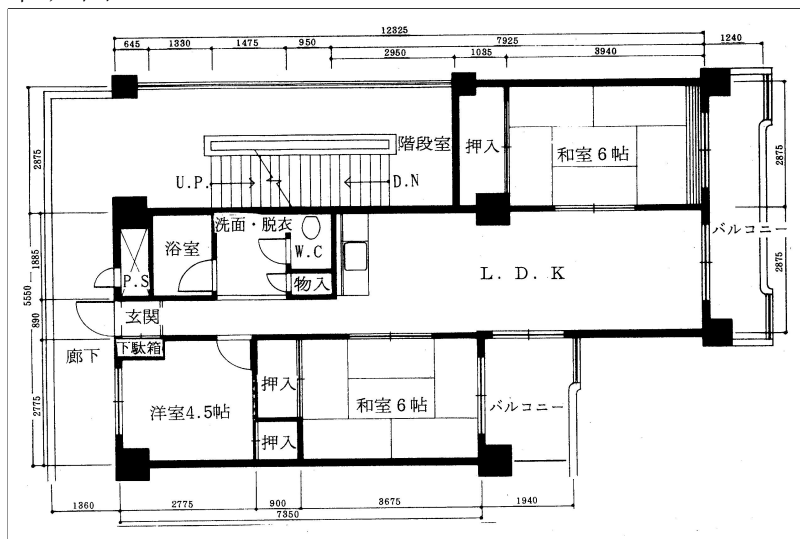 12325
645
1330
1475
950
7925
1240
2950
1035
3940
2875
階段室
押入
和室6帖
2875
U.P.
D.N
洗面・脱衣
浴室
W.C
バルコニー
5550
1885
P.S
物入
L.D.K
2875
890
玄関
廊下
下駄箱
2775
洋室4.5帖
押入
和室6帖
バルコニー
押入
1360
2775
900
3675
1940
7350